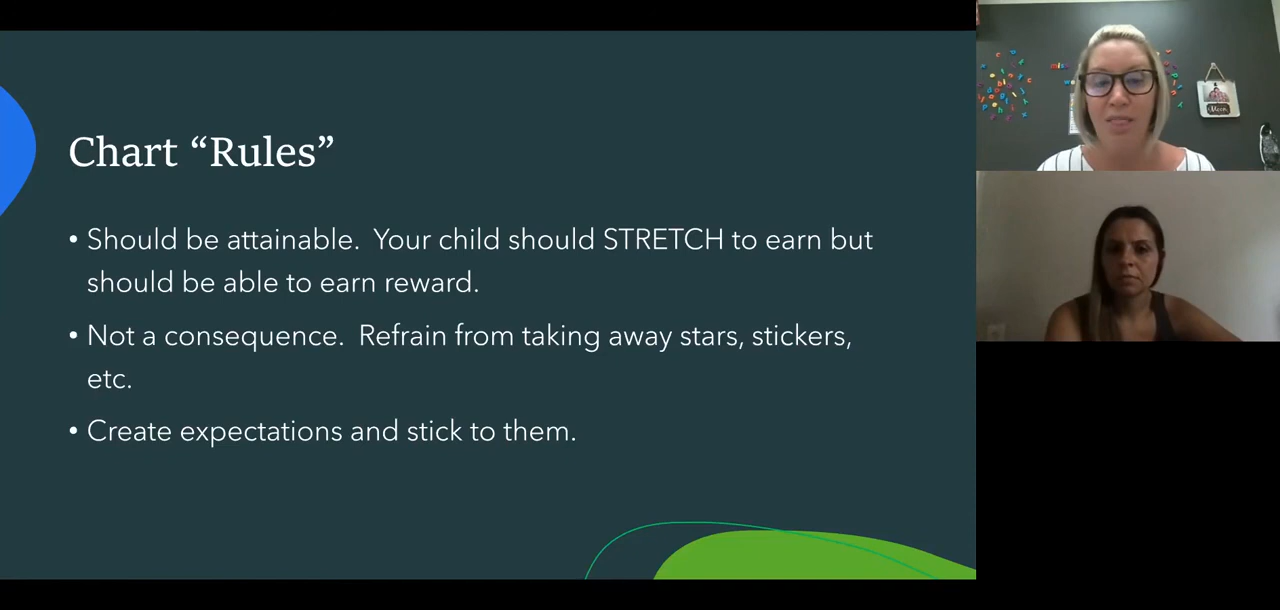 Chart “Rules”
• Should be attainable.  Your child should STRETCH to earn but
should be able to earn reward.
• Not a consequence.  Refrain from taking away stars, stickers,
etc.
• Create expectations and stick to them.